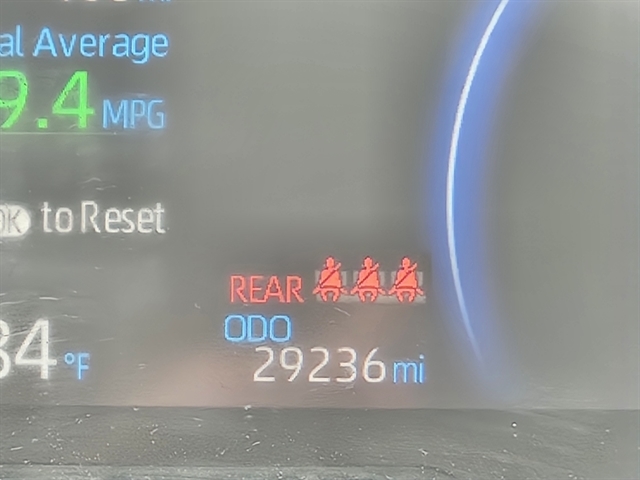 al Average
9.4 MPG
OK to Reset
REAR
ODO
34 °F
29236 mi